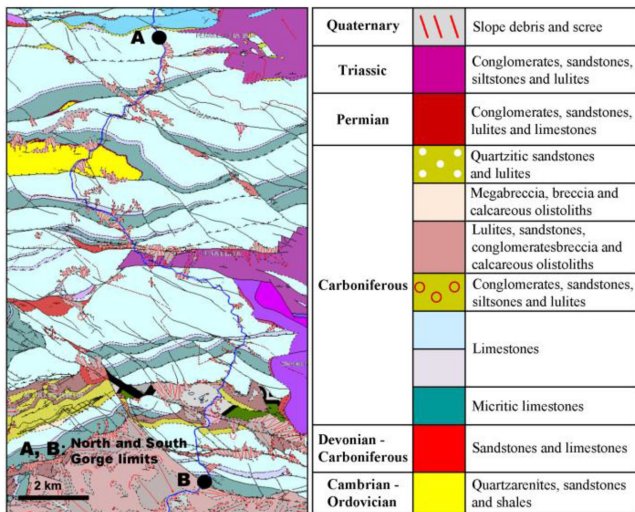 A
A, B: North and South
Gorge limits
2 km
B
Quaternary
Slope debris and scree
Triassic
Conglomerates, sandstones,
siltstones and lulites
Permian
Conglomerates, sandstones,
lulites and limestones
Carboniferous
Quartzitic sandstones
and lulites
Megabreccia, breccia and
calcareous olistoliths
Lulites, sandstones,
conglomeratesbreccia and
calcareous olistoliths
Conglomerates, sandstones,
siltsones and lulites
Limestones
Micritic limestones
Devonian -
Carboniferous
Sandstones and limestones
Cambrian -
Ordovician
Quartzarenites, sandstones
and shales